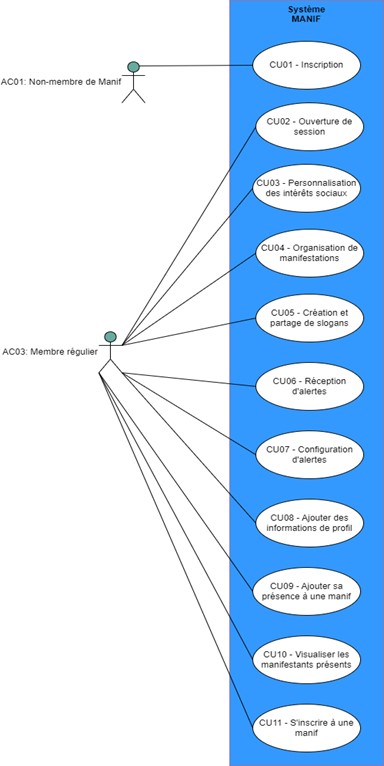 Système
MANIF
AC01: Non-membre de Manif
CU01 - Inscription
CU02 - Ouverture de
session
CU03 - Personnalisation
des intérêts sociaux
CU04 - Organisation de
manifestations
CU05 - Création et
partage de slogans
AC03: Membre régulier
CU06 - Réception
d'alertes
CU07 - Configuration
d'alertes
CU08 - Ajouter des
informations de profil
CU09 - Ajouter sa
présence á une manif
CU10 - Visualiser les
manifestants présents
CU11 - S'inscrire á une
manif